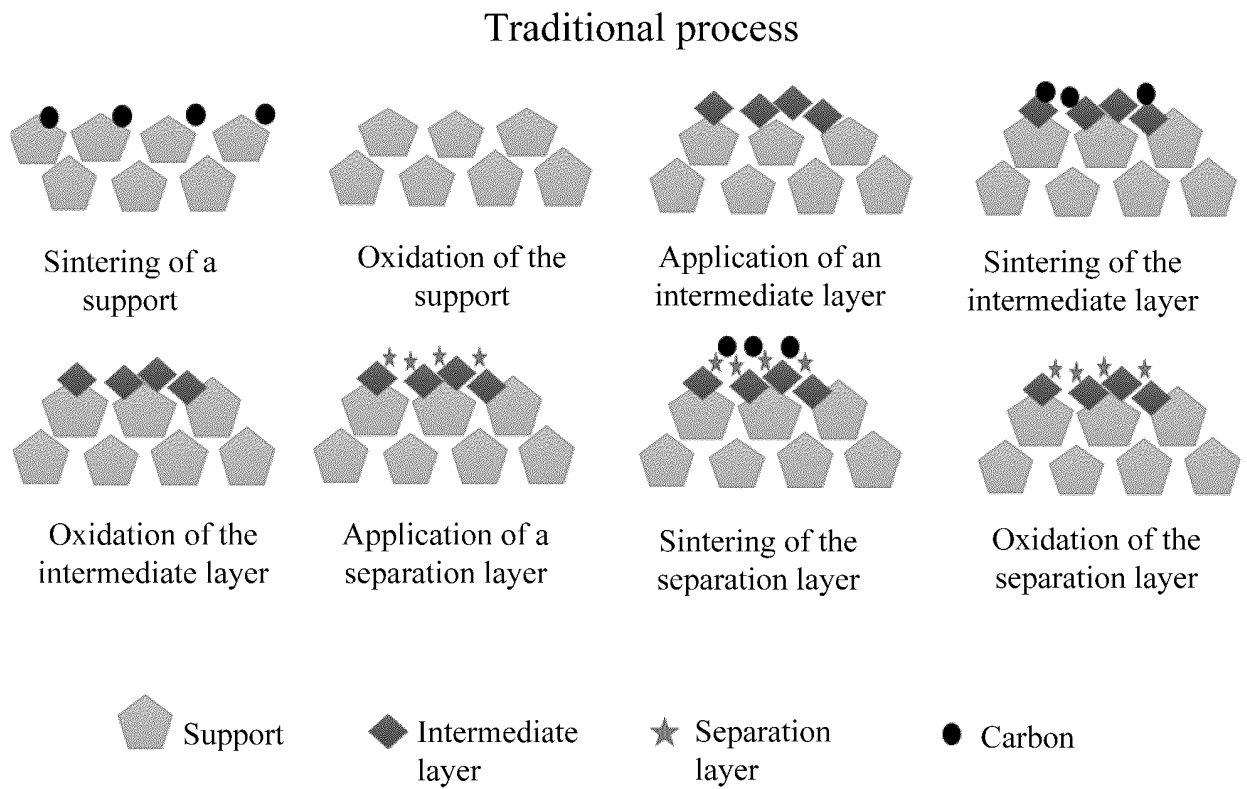 Traditional process
Sintering of a
support
Oxidation of the
support
Application of an
intermediate layer
Sintering of the
intermediate layer
Oxidation of the
intermediate layer
Application of a
separation layer
Sintering of the
separation layer
Oxidation of the
separation layer
Support
Intermediate
layer
Separation
layer
Carbon